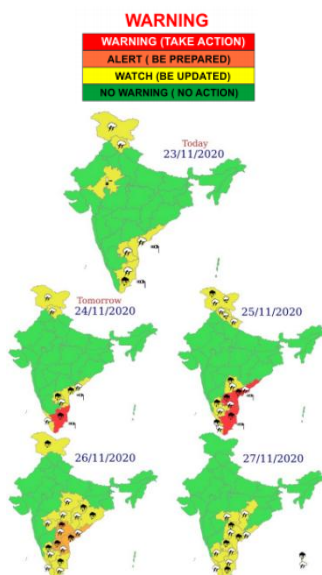 WARNING
WARNING (TAKE ACTION)
ALERT ( BE PREPARED)
WATCH (BE UPDATED)
NO WARNING ( NO ACTION)
Today
23/11/2020
Tomorrow
24/11/2020
25/11/2020
26/11/2020
27/11/2020